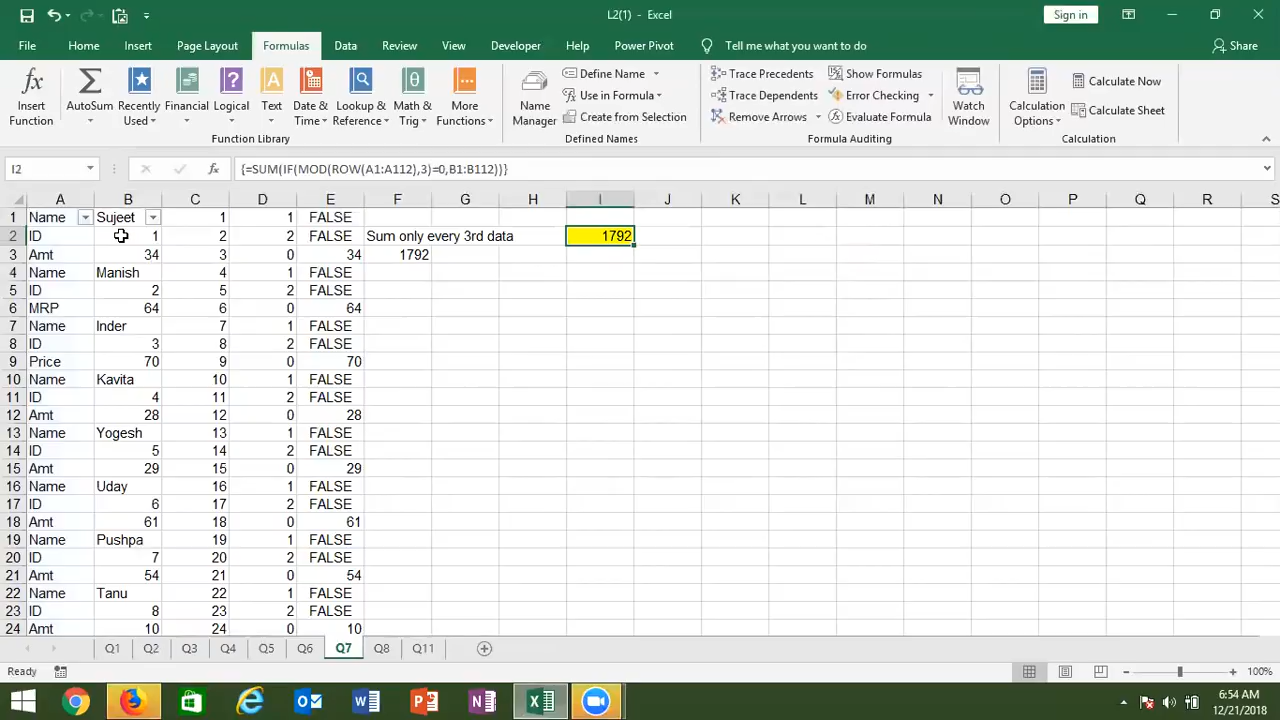 L2(1) - Excel
Sign in
File Home Insert Page Layout Formulas Data Review View Developer Help Power Pivot Tell me what you want to do Share
Insert Function
AutoSum
Recently Used
Financial
Logical
Text
Date & Time
Lookup & Reference
Math & Trig
More Functions
Function Library
Name Manager
Define Name
Use in Formula
Create from Selection
Defined Names
Trace Precedents
Trace Dependents
Remove Arrows
Show Formulas
Error Checking
Evaluate Formula
Formula Auditing
Watch Window
Calculation Options
Calculate Now
Calculate Sheet
Calculation
I2 fx {=SUM(IF(MOD(ROW(A1:A112),3)=0,B1:B112))}
A B C D E F G H I J K L M N O P Q R S
1 Name Sujeet 1 1 FALSE
2 ID 1 2 2 FALSE Sum only every 3rd data 1792
3 Amt 34 3 0 34 1792
4 Name Manish 4 1 FALSE
5 ID 2 5 2 FALSE
6 MRP 64 6 0 64
7 Name Inder 7 1 FALSE
8 ID 3 8 2 FALSE
9 Price 70 9 0 70
10 Name Kavita 10 1 FALSE
11 ID 4 11 2 FALSE
12 Amt 28 12 0 28
13 Name Yogesh 13 1 FALSE
14 ID 5 14 2 FALSE
15 Amt 29 15 0 29
16 Name Uday 16 1 FALSE
17 ID 6 17 2 FALSE
18 Amt 61 18 0 61
19 Name Pushpa 19 1 FALSE
20 ID 7 20 2 FALSE
21 Amt 54 21 0 54
22 Name Tanu 22 1 FALSE
23 ID 8 23 2 FALSE
24 Amt 10 24 0 10
Q1 Q2 Q3 Q4 Q5 Q6 Q7 Q8 Q11
Ready 100%
6:54 AM
12/21/2018